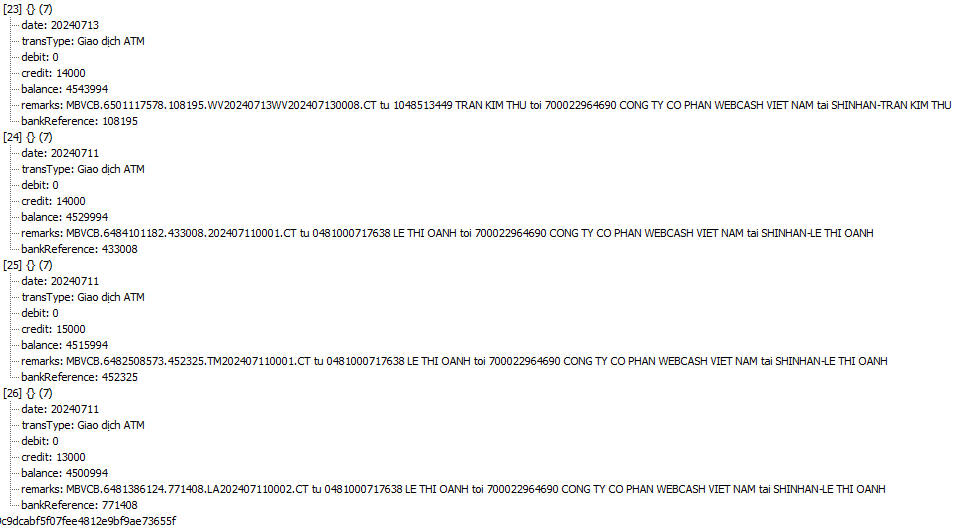 [23] {} (7)
date: 20240713
transType: Giao dịch ATM
debit: 0
credit: 14000
balance: 4543994
remarks: MBVCB.6501117578.108195.WV20240713WV202407130008.CT tu 1048513449 TRAN KIM THU toi 700022964690 CONG TY CO PHAN WEBCASH VIET NAM tai SHINHAN-TRAN KIM THU
bankReference: 108195
[24] {} (7)
date: 20240711
transType: Giao dịch ATM
debit: 0
credit: 14000
balance: 4529994
remarks: MBVCB.6484101182.433008.202407110001.CT tu 0481000717638 LE THI OANH toi 700022964690 CONG TY CO PHAN WEBCASH VIET NAM tai SHINHAN-LE THI OANH
bankReference: 433008
[25] {} (7)
date: 20240711
transType: Giao dịch ATM
debit: 0
credit: 15000
balance: 4515994
remarks: MBVCB.6482508573.452325.TM202407110001.CT tu 0481000717638 LE THI OANH toi 700022964690 CONG TY CO PHAN WEBCASH VIET NAM tai SHINHAN-LE THI OANH
bankReference: 452325
[26] {} (7)
date: 20240711
transType: Giao dịch ATM
debit: 0
credit: 13000
balance: 4500994
remarks: MBVCB.6481386124.771408.LA202407110002.CT tu 0481000717638 LE THI OANH toi 700022964690 CONG TY CO PHAN WEBCASH VIET NAM tai SHINHAN-LE THI OANH
bankReference: 771408
c9dcabf5f07fee4812e9bf9ae73655f